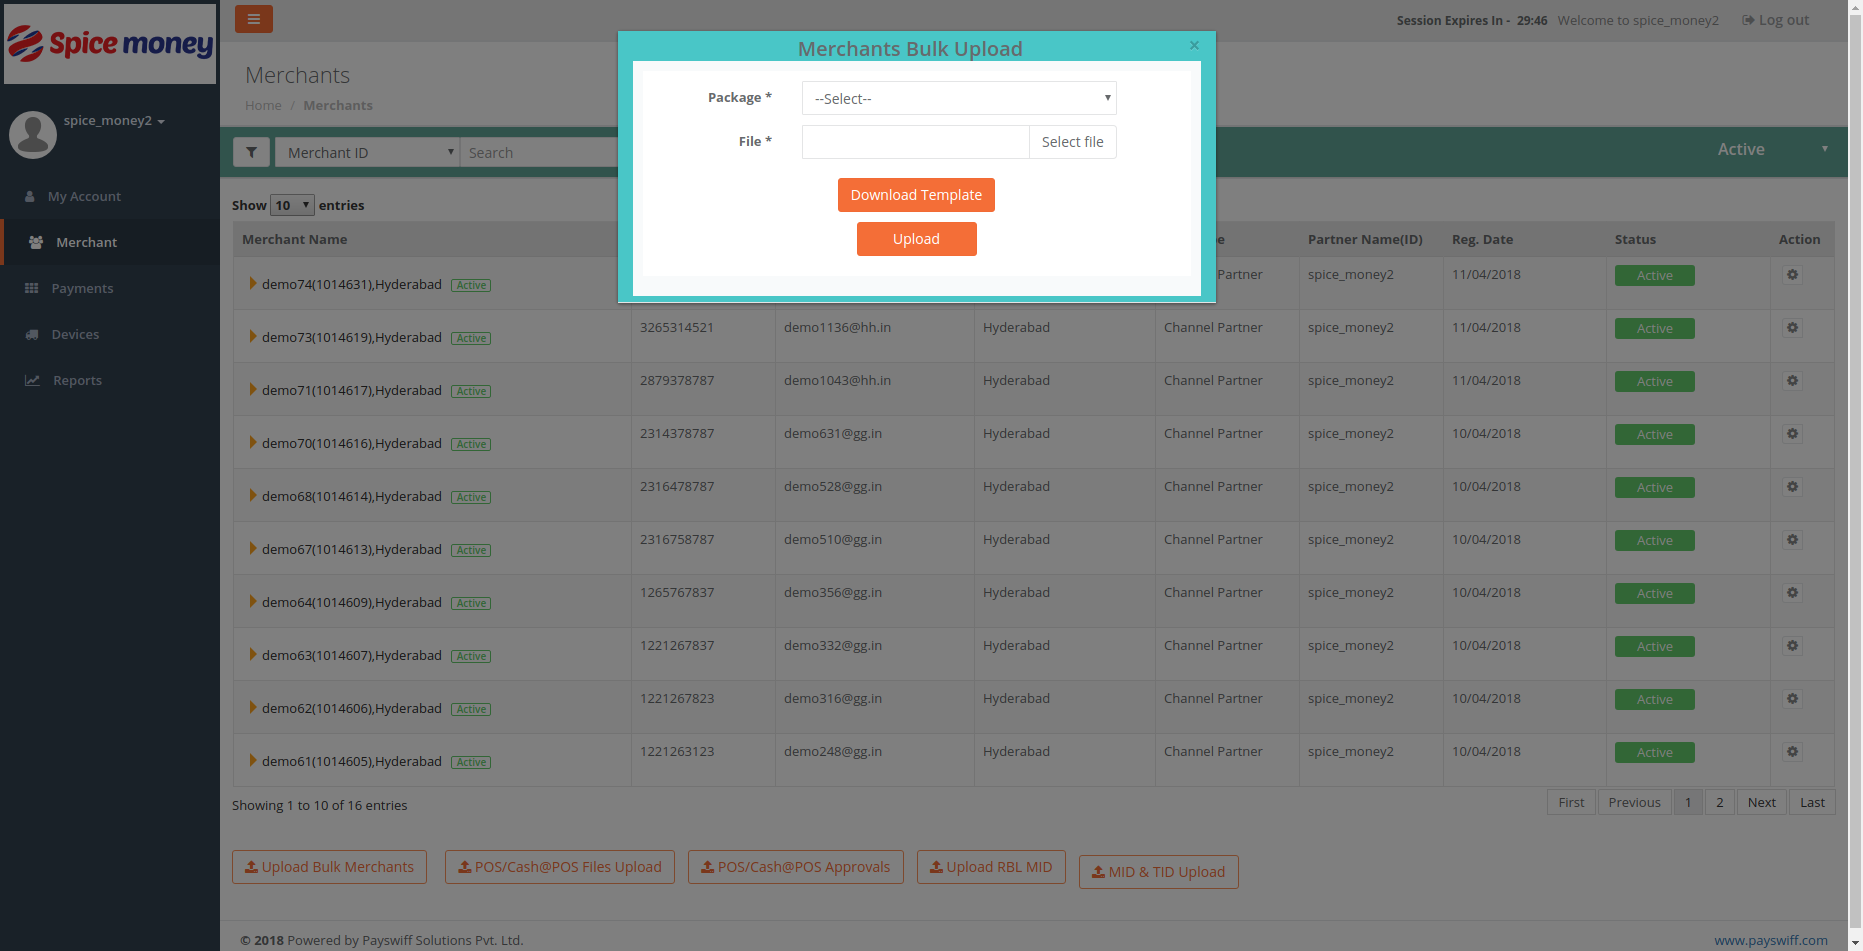 Spice money
Session Expires In - 29:46 Welcome to spice_money2 Log out
Merchants Bulk Upload ×
Merchants
Home / Merchants
Package * --Select--
File * Select file
Download Template
Upload
spice_money2
My Account
Merchant
Payments
Devices
Reports
Merchant ID Search Active
Show 10 entries
Merchant Name Partner Name(ID) Reg. Date Status Action
demo74(1014631),Hyderabad Active Partner spice_money2 11/04/2018 Active
demo73(1014619),Hyderabad Active 3265314521 demo1136@hh.in Hyderabad Channel Partner spice_money2 11/04/2018 Active
demo71(1014617),Hyderabad Active 2879378787 demo1043@hh.in Hyderabad Channel Partner spice_money2 11/04/2018 Active
demo70(1014616),Hyderabad Active 2314378787 demo631@gg.in Hyderabad Channel Partner spice_money2 10/04/2018 Active
demo68(1014614),Hyderabad Active 2316478787 demo528@gg.in Hyderabad Channel Partner spice_money2 10/04/2018 Active
demo67(1014613),Hyderabad Active 2316758787 demo510@gg.in Hyderabad Channel Partner spice_money2 10/04/2018 Active
demo64(1014609),Hyderabad Active 1265767837 demo356@gg.in Hyderabad Channel Partner spice_money2 10/04/2018 Active
demo63(1014607),Hyderabad Active 1221267837 demo332@gg.in Hyderabad Channel Partner spice_money2 10/04/2018 Active
demo62(1014606),Hyderabad Active 1221267823 demo316@gg.in Hyderabad Channel Partner spice_money2 10/04/2018 Active
demo61(1014605),Hyderabad Active 1221263123 demo248@gg.in Hyderabad Channel Partner spice_money2 10/04/2018 Active
Showing 1 to 10 of 16 entries First Previous 1 2 Next Last
Upload Bulk Merchants POS/Cash@POS Files Upload POS/Cash@POS Approvals Upload RBL MID MID & TID Upload
© 2018 Powered by Payswiff Solutions Pvt. Ltd. www.payswiff.com